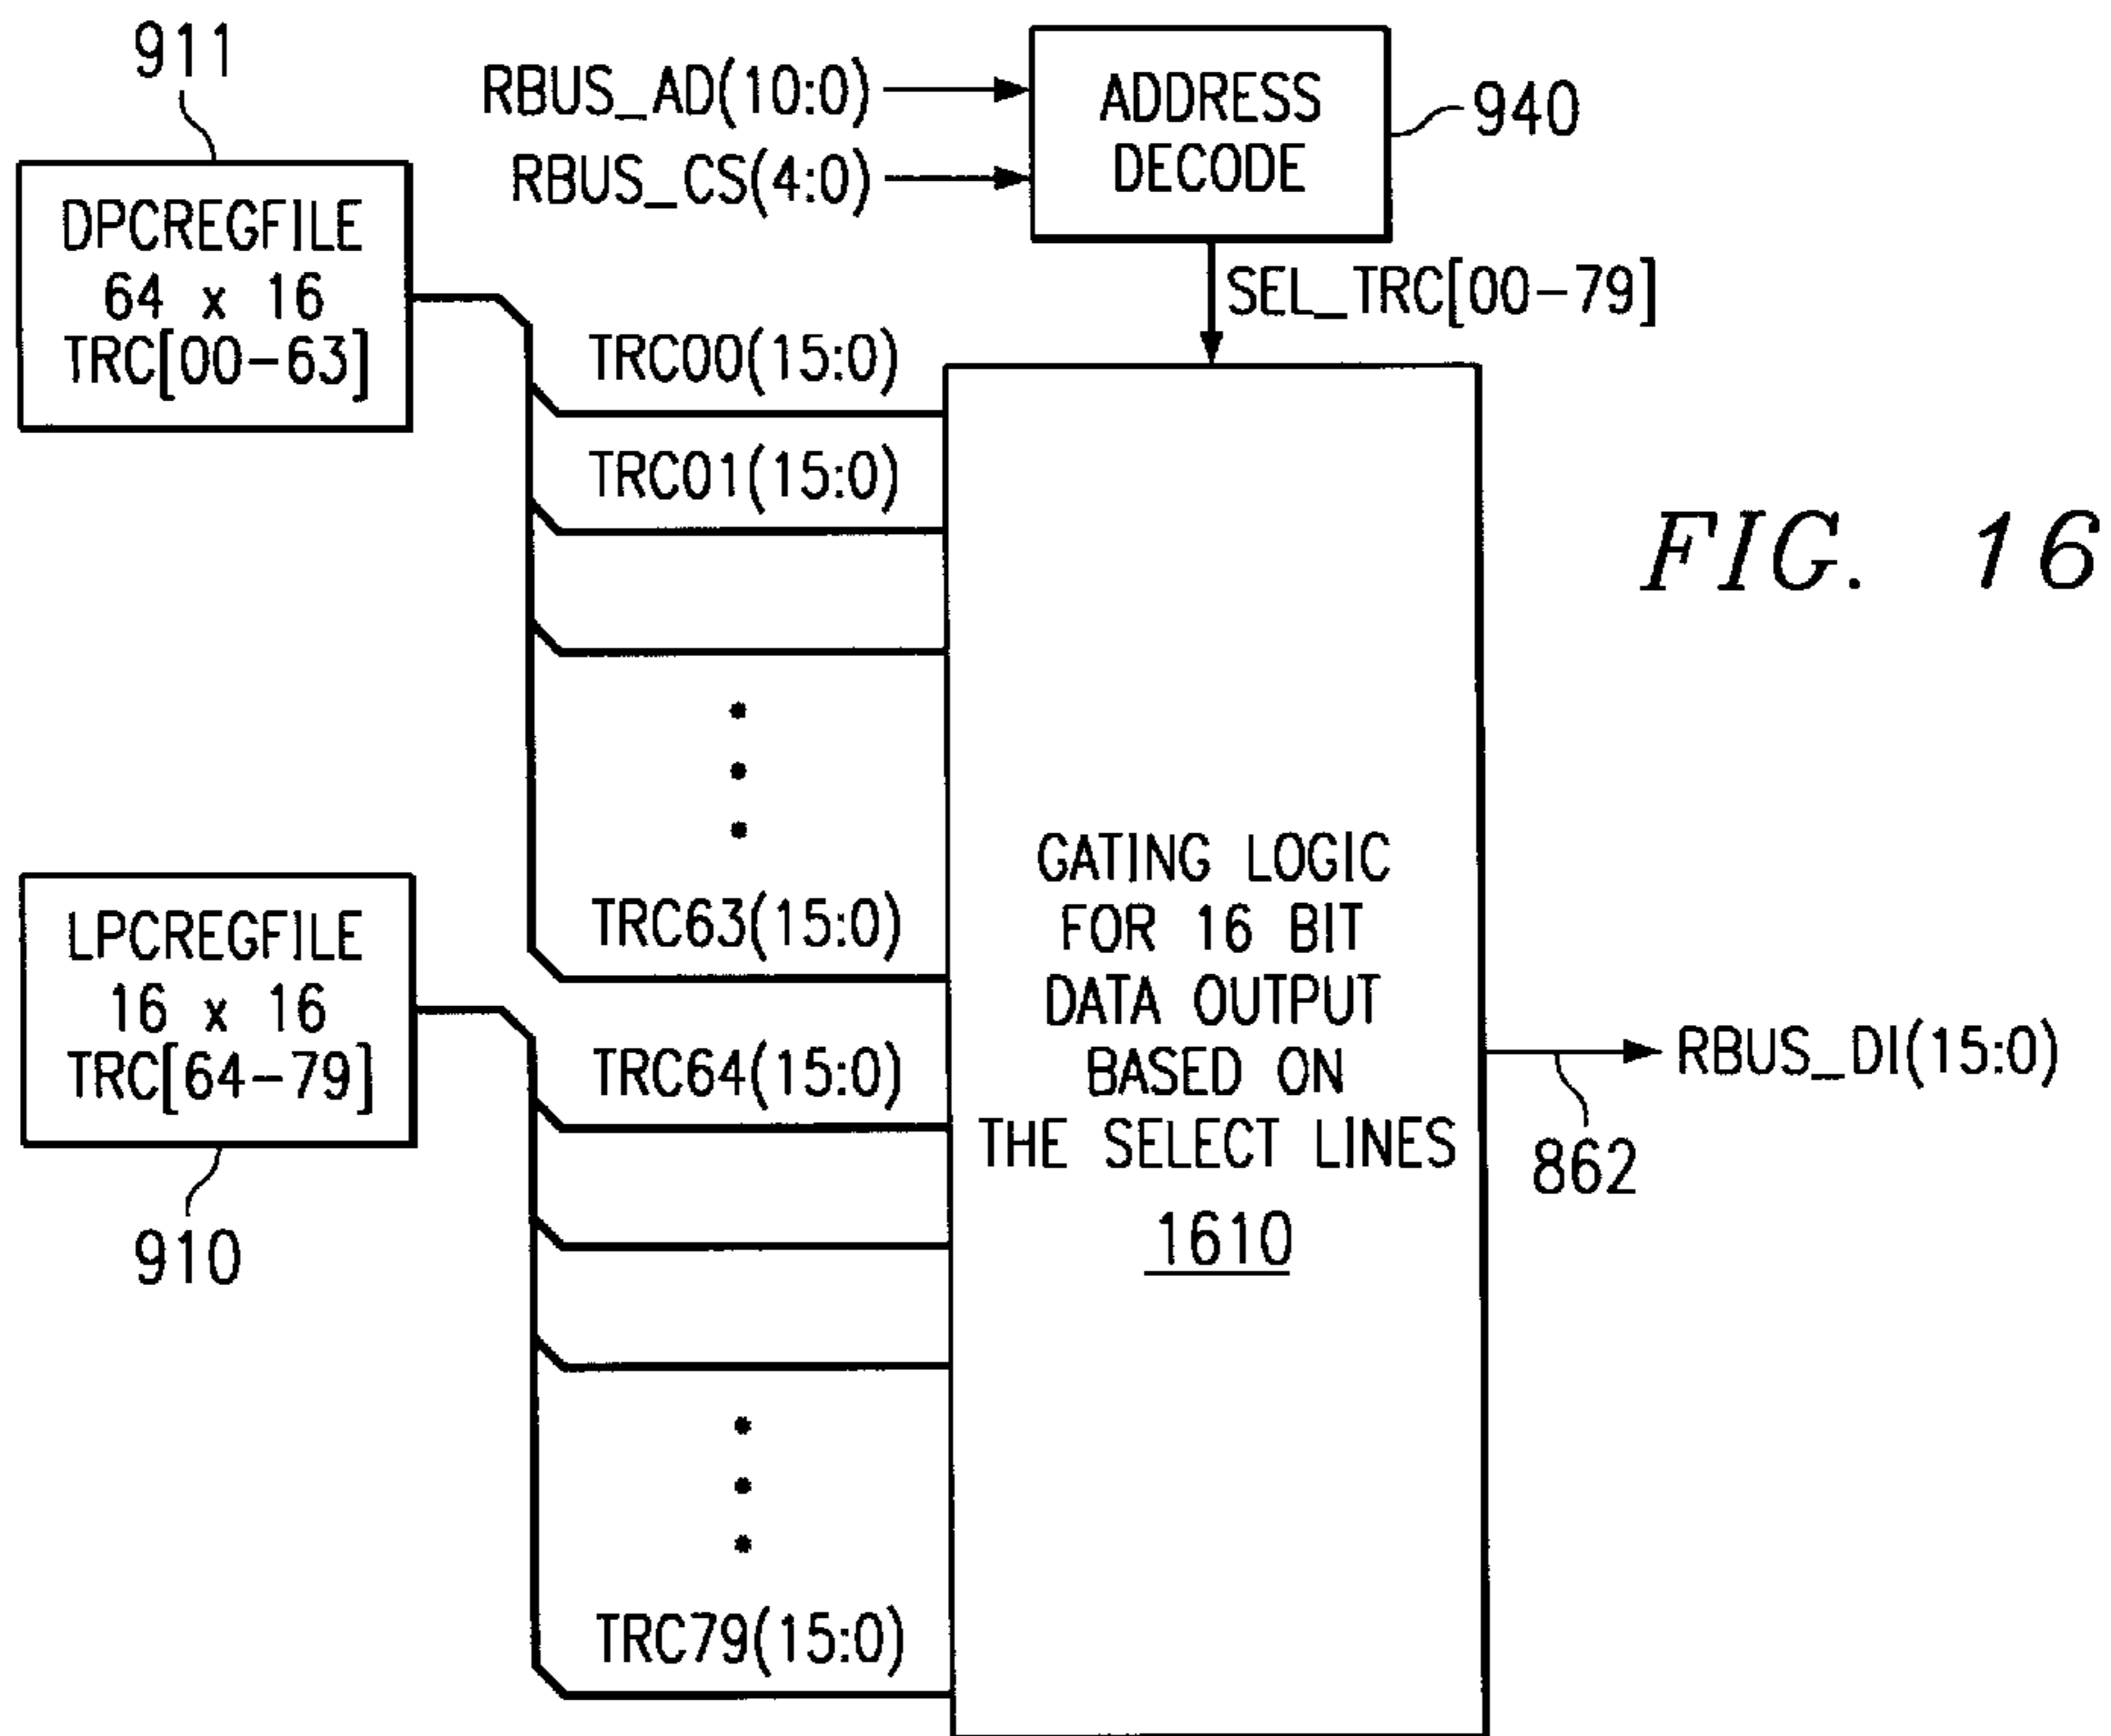 911
RBUS_AD(10:0)
RBUS_CS(4:0)
ADDRESS
DECODE
940
DPCREGFILE
64 x 16
TRC[00-63]
SEL_TRC[00-79]
TRC00(15:0)
TRC01(15:0)
FIG. 16
TRC63(15:0)
LPCREGFILE
16 x 16
TRC[64-79]
910
TRC64(15:0)
GATING LOGIC
FOR 16 BIT
DATA OUTPUT
BASED ON
THE SELECT LINES
1610
RBUS_DI(15:0)
862
TRC79(15:0)